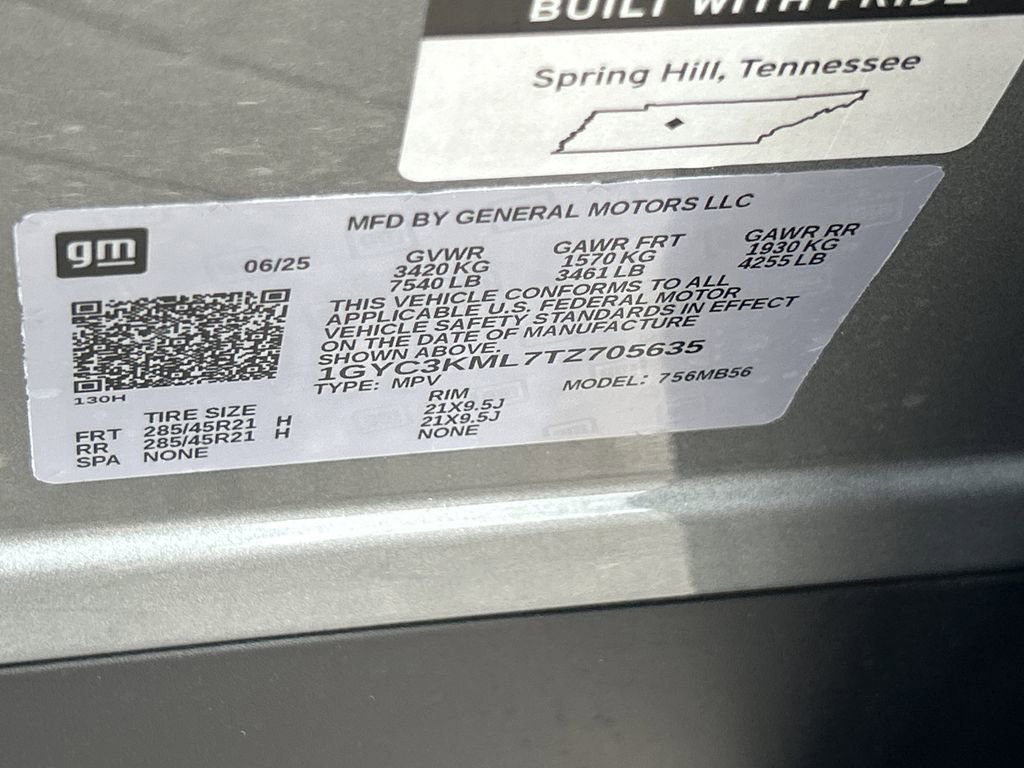 BUILT WITH PRIDE
Spring Hill, Tennessee
MFD BY GENERAL MOTORS LLC
gm
06/25
GVWR
3420 KG
7540 LB
GAWR FRT
1570 KG
3461 LB
GAWR RR
1930 KG
4255 LB
THIS VEHICLE CONFORMS TO ALL
APPLICABLE U.S. FEDERAL MOTOR
VEHICLE SAFETY STANDARDS IN EFFECT
ON THE DATE OF MANUFACTURE
SHOWN ABOVE.
1GYC3KML7TZ705635
TYPE: MPV
MODEL: 756MB56
130H
TIRE SIZE
RIM
FRT 285/45R21 H 21X9.5J
RR 285/45R21 H 21X9.5J
SPA NONE NONE